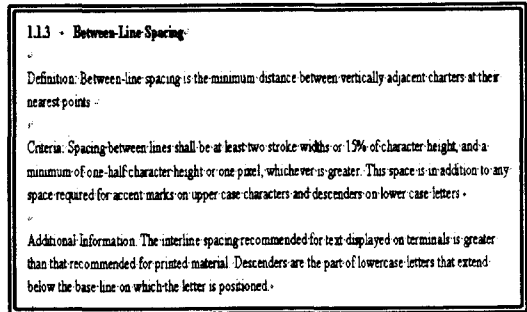 1.1.3 • Between-Line Spacing
Definition: Between-line spacing is the minimum distance between vertically adjacent charters at their
nearest points
Criteria: Spacing between lines shall be at least two stroke widths or 15% of character height, and a
minimum of one-half character height or one pixel, whichever is greater. This space is in addition to any
space required for accent marks on upper case characters and descenders on lower case letters
Additional Information. The interline spacing recommended for text displayed on terminals is greater
than that recommended for printed material. Descenders are the part of lowercase letters that extend
below the base line on which the letter is positioned.